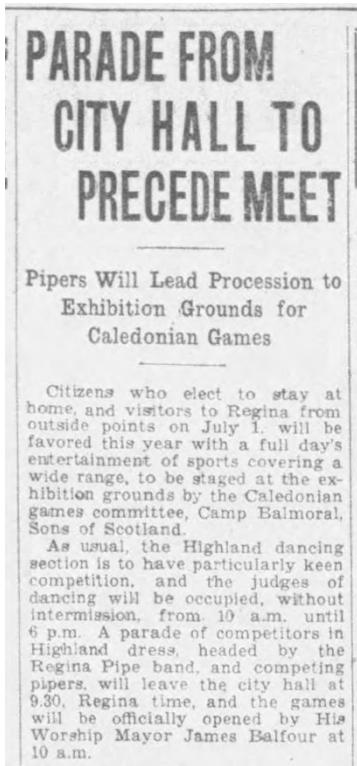 PARADE FROM
CITY HALL TO
PRECEDE MEET
Pipers Will Lead Procession to
Exhibition Grounds for
Caledonian Games
Citizens who elect to stay at
home, and visitors to Regina from
outside points on July 1. will be
favored this year with a full day's
entertainment of sports covering a
wide range, to be staged at the ex-
hibition grounds by the Caledonian
games committee, Camp Balmoral,
Sons of Scotland.
As usual, the Highland dancing
section is to have particularly keen
competition, and the judges of
dancing will be occupied, without
intermission, from 10 a.m. until
6 p.m. A parade of competitors in
Highland dress, headed by the
Regina Pipe band, and competing
pipers, will leave the city hall at
9.30, Regina time, and the games
will be officially opened by His
Worship Mayor James Balfour at
10 a.m.